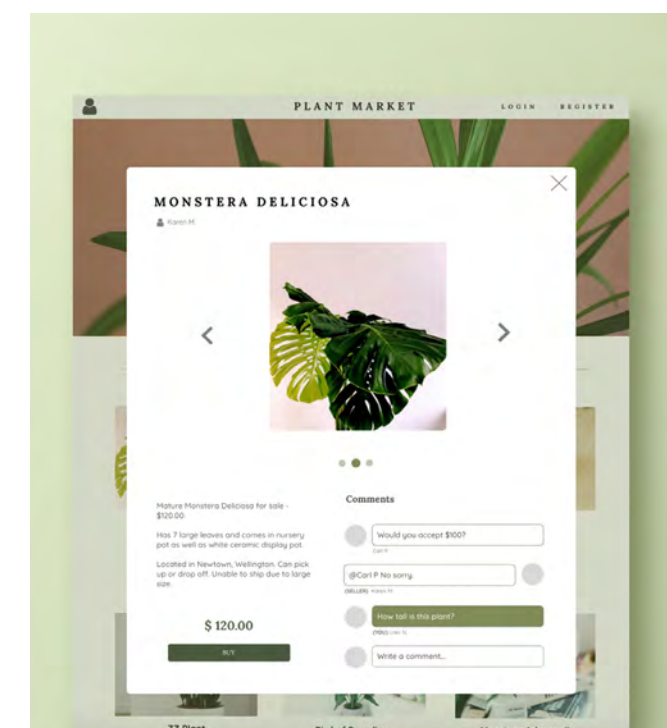 PLANT MARKET
LOGIN
REGISTER
MONSTERA DELICIOSA
Karen M.
Mature Monstera Deliciosa for sale -
$120.00.
Has 7 large leaves and comes in nursery
pot as well as white ceramic display pot.
Located in Newtown, Wellington. Can pick
up or drop off. Unable to ship due to large
size.
$ 120.00
BUY
Comments
Would you accept $100?
Carl P.
@Carl P No sorry.
(SELLER) Karen M.
How tall is this plant?
(YOU)
Write a comment...
ZZ Plant